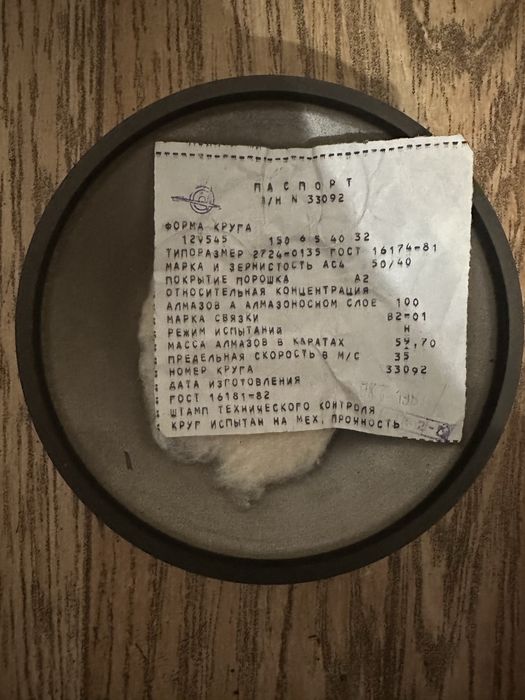 ПАСПОРТ
З/Н N 33092
ФОРМА КРУГА
12V545 150 6 5 40 32
ТИПОРАЗМЕР 2724-0135 ГОСТ 16174-81
МАРКА И ЗЕРНИСТОСТЬ АС4 50/40
ПОКРЫТИЕ ПОРОШКА А2
ОТНОСИТЕЛЬНАЯ КОНЦЕНТРАЦИЯ
АЛМАЗОВ А АЛМАЗОНОСНОМ СЛОЕ 100
МАРКА СВЯЗКИ В2-01
РЕЖИМ ИСПЫТАНИЯ Н
МАССА АЛМАЗОВ В КАРАТАХ 59,70
ПРЕДЕЛЬНАЯ СКОРОСТЬ В М/С 35
НОМЕР КРУГА 33092
ДАТА ИЗГОТОВЛЕНИЯ
ГОСТ 16181-82
ШТАМП ТЕХНИЧЕСКОГО КОНТРОЛЯ
КРУГ ИСПЫТАН НА МЕХ.ПРОЧНОСТЬ